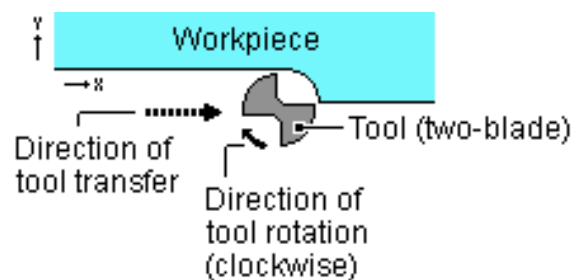 Y
Workpiece
X
Tool (two-blade)
Direction of
tool transfer
Direction of
tool rotation
(clockwise)